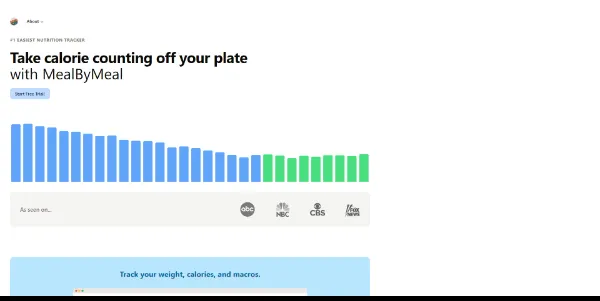 About
#1 EASIEST NUTRITION TRACKER
Take calorie counting off your plate
with MealByMeal
Start Free Trial
As seen on...
abc
NBC
CBS
FOX
NEWS
Track your weight, calories, and macros.